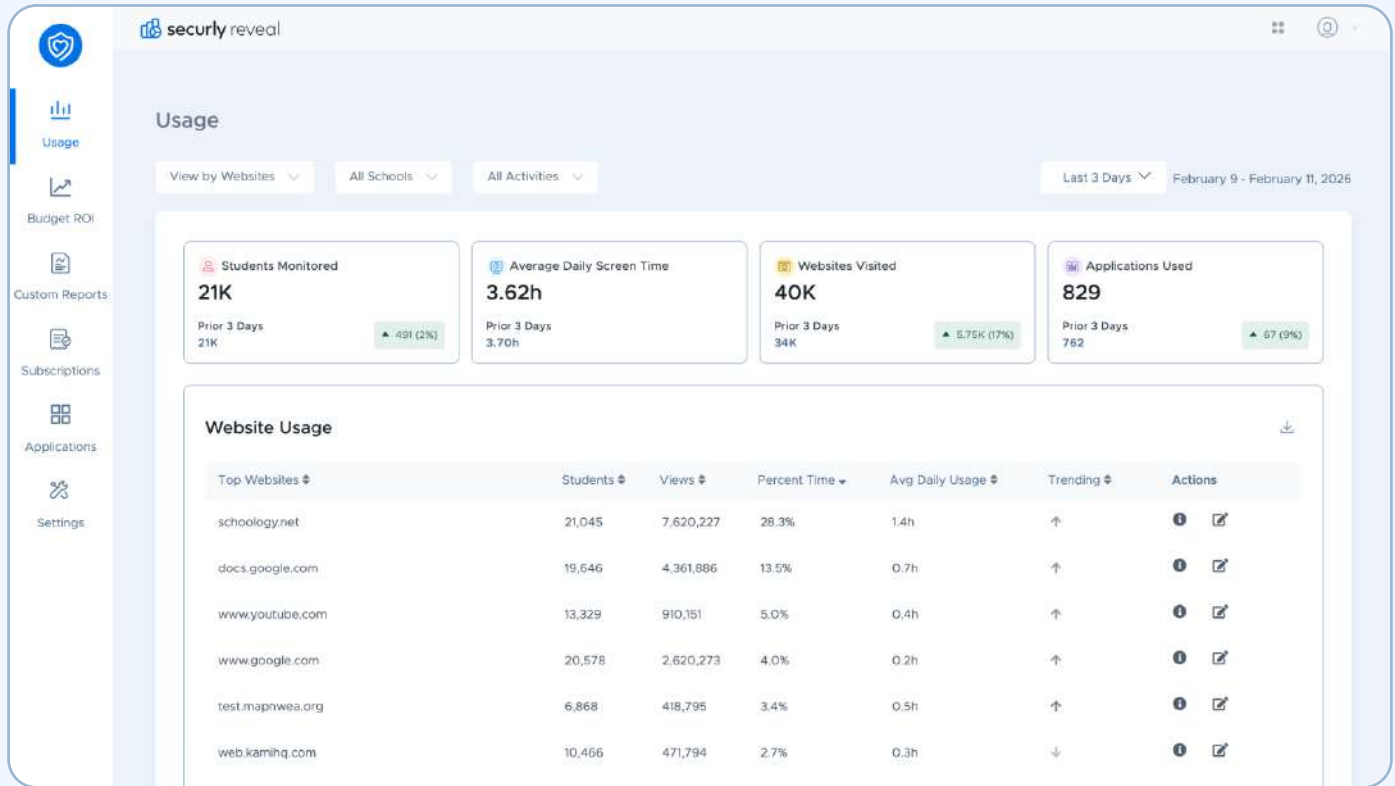 securly reveal
Usage
Budget ROI
Custom Reports
Subscriptions
Applications
Settings
Usage
View by Websites All Schools All Activities Last 3 Days February 9 - February 11, 2026
Students Monitored
21K
Prior 3 Days
21K
▲ 491 (2%)
Average Daily Screen Time
3.62h
Prior 3 Days
3.70h
Websites Visited
40K
Prior 3 Days
34K
▲ 5.75K (17%)
Applications Used
829
Prior 3 Days
762
▲ 67 (9%)
Website Usage
Top Websites Students Views Percent Time Avg Daily Usage Trending Actions
schoology.net 21,045 7,620,227 28.3% 1.4h ↑
docs.google.com 19,646 4,361,886 13.5% 0.7h ↑
www.youtube.com 13,329 910,151 5.0% 0.4h ↑
www.google.com 20,578 2,620,273 4.0% 0.2h ↑
test.mapnwea.org 6,868 418,795 3.4% 0.5h ↑
web.kamihq.com 10,466 471,794 2.7% 0.3h ↓